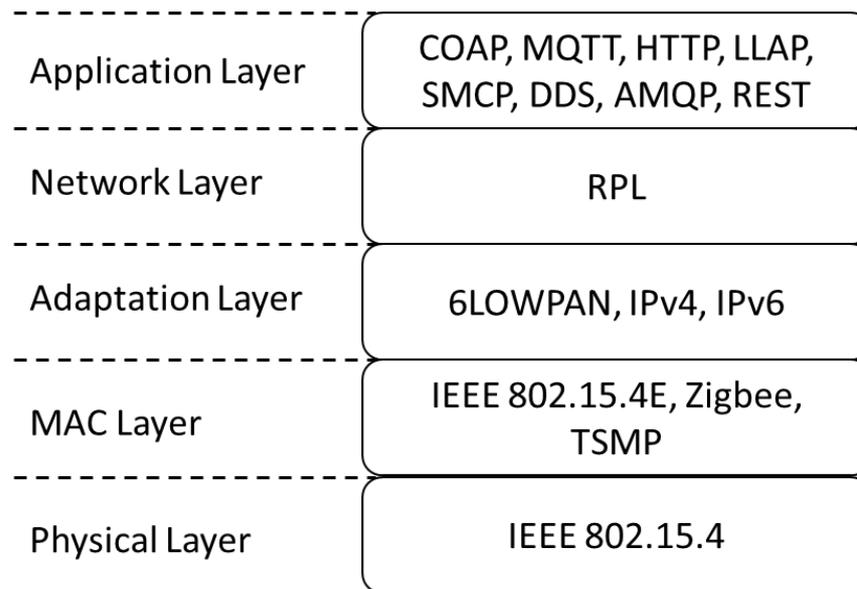 Application Layer
COAP, MQTT, HTTP, LLAP,
SMCP, DDS, AMQP, REST
Network Layer
RPL
Adaptation Layer
6LOWPAN, IPv4, IPv6
MAC Layer
IEEE 802.15.4E, Zigbee,
TSMP
Physical Layer
IEEE 802.15.4